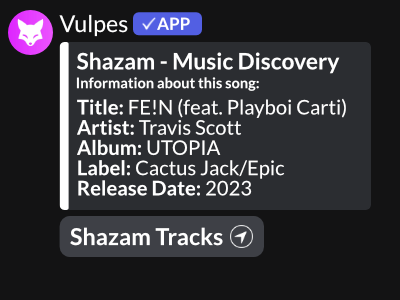 Vulpes ✓APP
Shazam - Music Discovery
Information about this song:
Title: FE!N (feat. Playboi Carti)
Artist: Travis Scott
Album: UTOPIA
Label: Cactus Jack/Epic
Release Date: 2023
Shazam Tracks